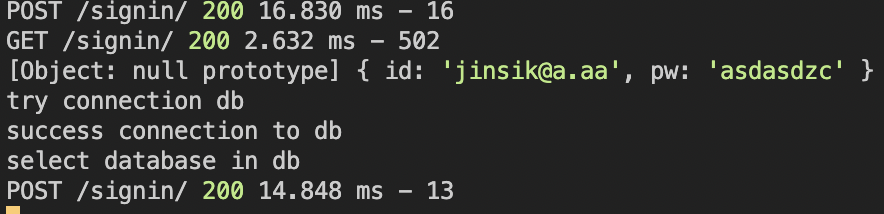 POST /signin/ 200 16.830 ms - 16
GET /signin/ 200 2.632 ms - 502
[Object: null prototype] { id: 'jinsik@a.aa', pw: 'asdasdzc' }
try connection db
success connection to db
select database in db
POST /signin/ 200 14.848 ms - 13